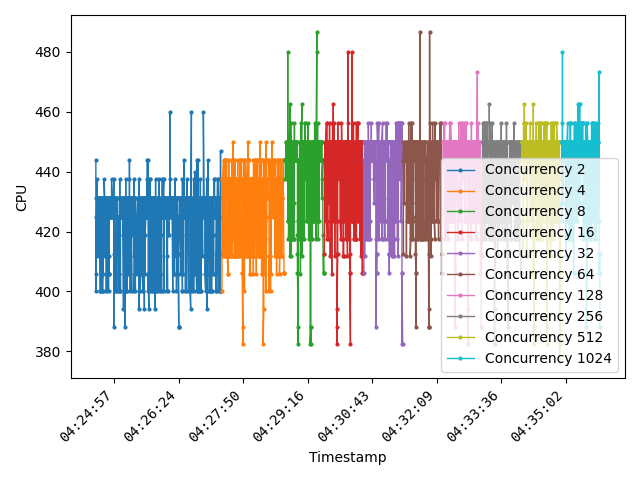 480
460
440
420
400
380
CPU
Concurrency 2
Concurrency 4
Concurrency 8
Concurrency 16
Concurrency 32
Concurrency 64
Concurrency 128
Concurrency 256
Concurrency 512
Concurrency 1024
04:24:57
04:26:24
04:27:50
04:29:16
04:30:43
04:32:09
04:33:36
04:35:02
Timestamp